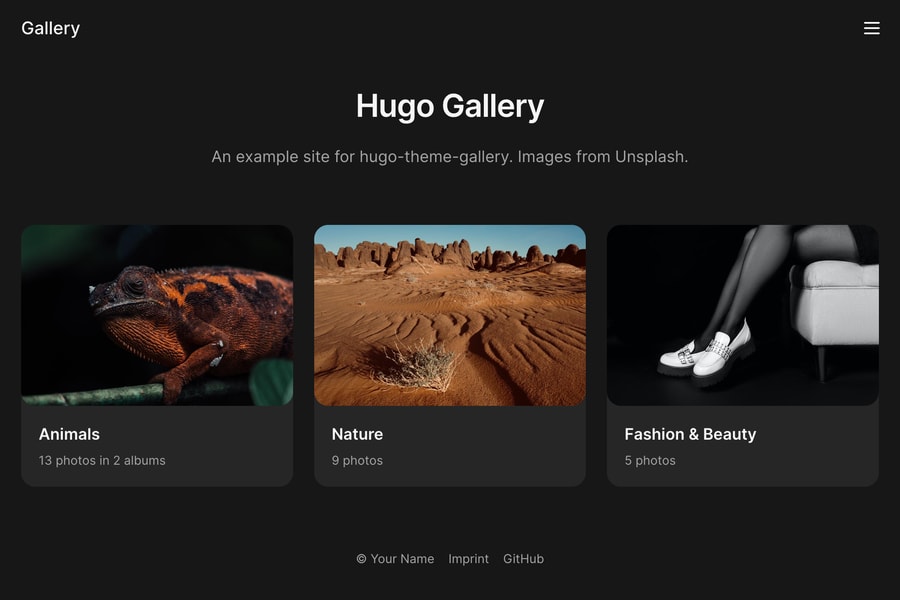 Gallery
Hugo Gallery
An example site for hugo-theme-gallery. Images from Unsplash.
Animals
13 photos in 2 albums
Nature
9 photos
Fashion & Beauty
5 photos
© Your Name Imprint GitHub